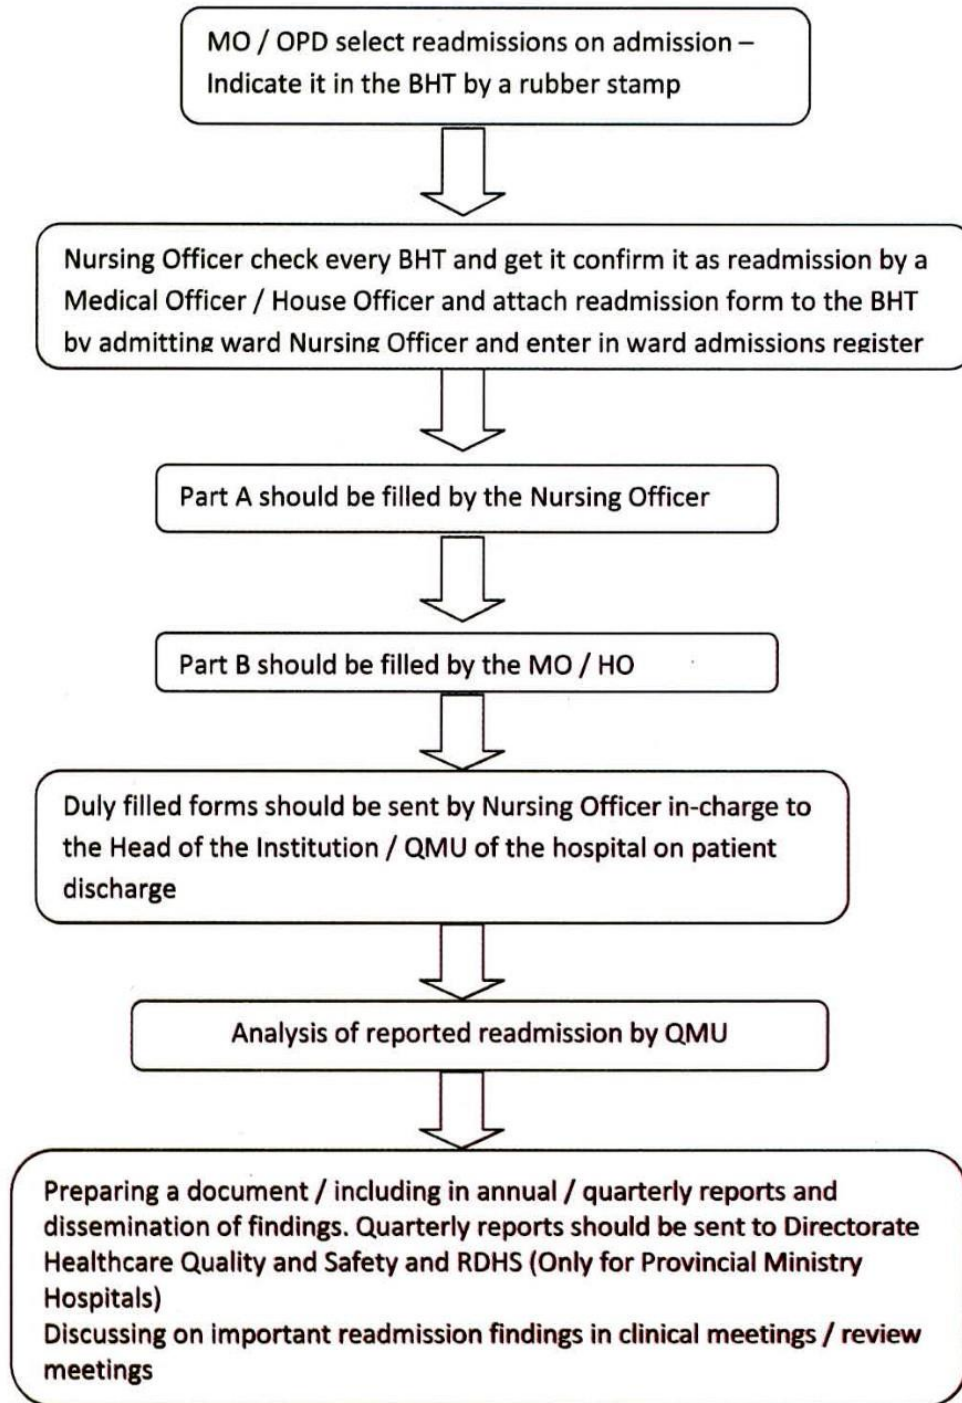 MO / OPD select readmissions on admission –
Indicate it in the BHT by a rubber stamp
Nursing Officer check every BHT and get it confirm it as readmission by a
Medical Officer / House Officer and attach readmission form to the BHT
by admitting ward Nursing Officer and enter in ward admissions register
Part A should be filled by the Nursing Officer
Part B should be filled by the MO / HO
Duly filled forms should be sent by Nursing Officer in-charge to
the Head of the Institution / QMU of the hospital on patient
discharge
Analysis of reported readmission by QMU
Preparing a document / including in annual / quarterly reports and
dissemination of findings. Quarterly reports should be sent to Directorate
Healthcare Quality and Safety and RDHS (Only for Provincial Ministry
Hospitals)
Discussing on important readmission findings in clinical meetings / review
meetings